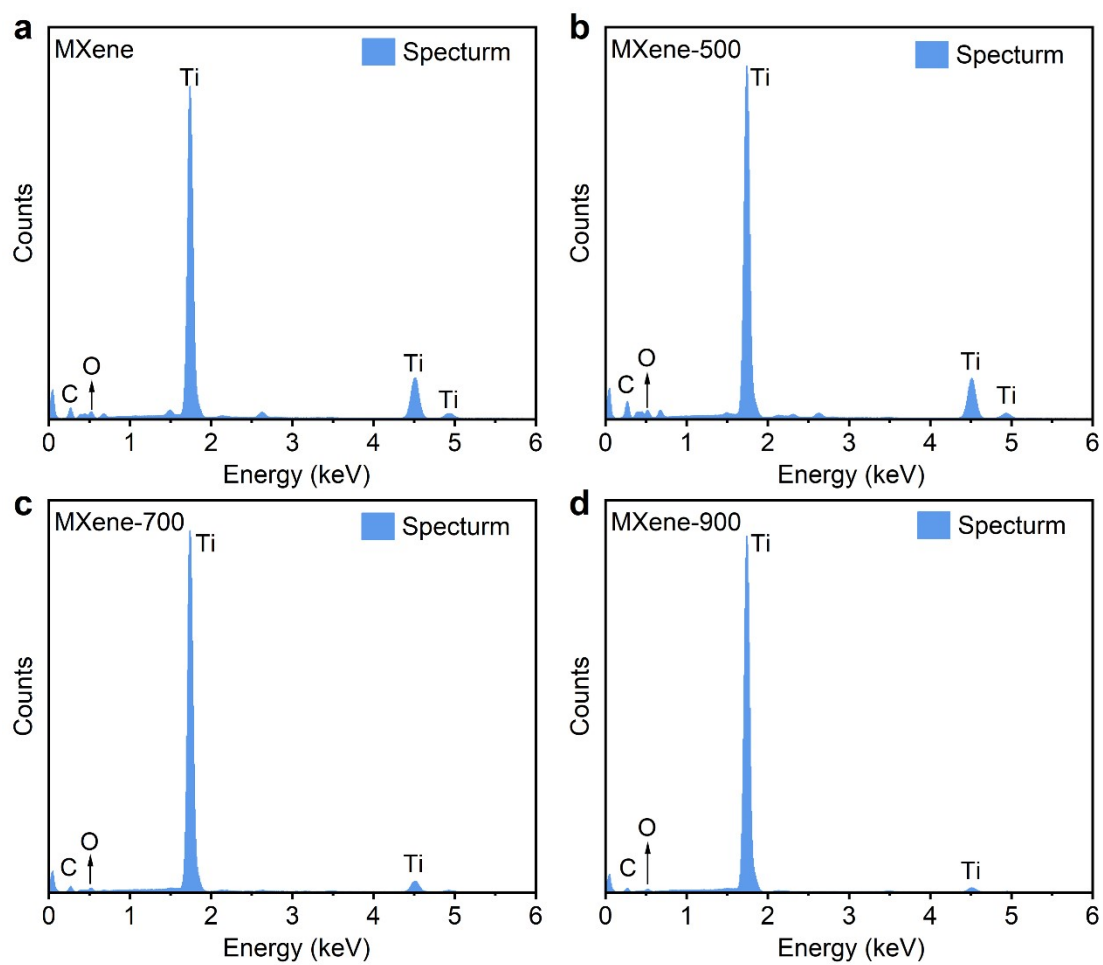 a
MXene
Specturm
Ti
C
O
Ti
Ti
Counts
0 1 2 3 4 5 6
Energy (keV)
b
MXene-500
Specturm
Ti
C
O
Ti
Ti
Counts
0 1 2 3 4 5 6
Energy (keV)
c
MXene-700
Specturm
Ti
C
O
Ti
Counts
0 1 2 3 4 5 6
Energy (keV)
d
MXene-900
Specturm
Ti
C
O
Ti
Counts
0 1 2 3 4 5 6
Energy (keV)